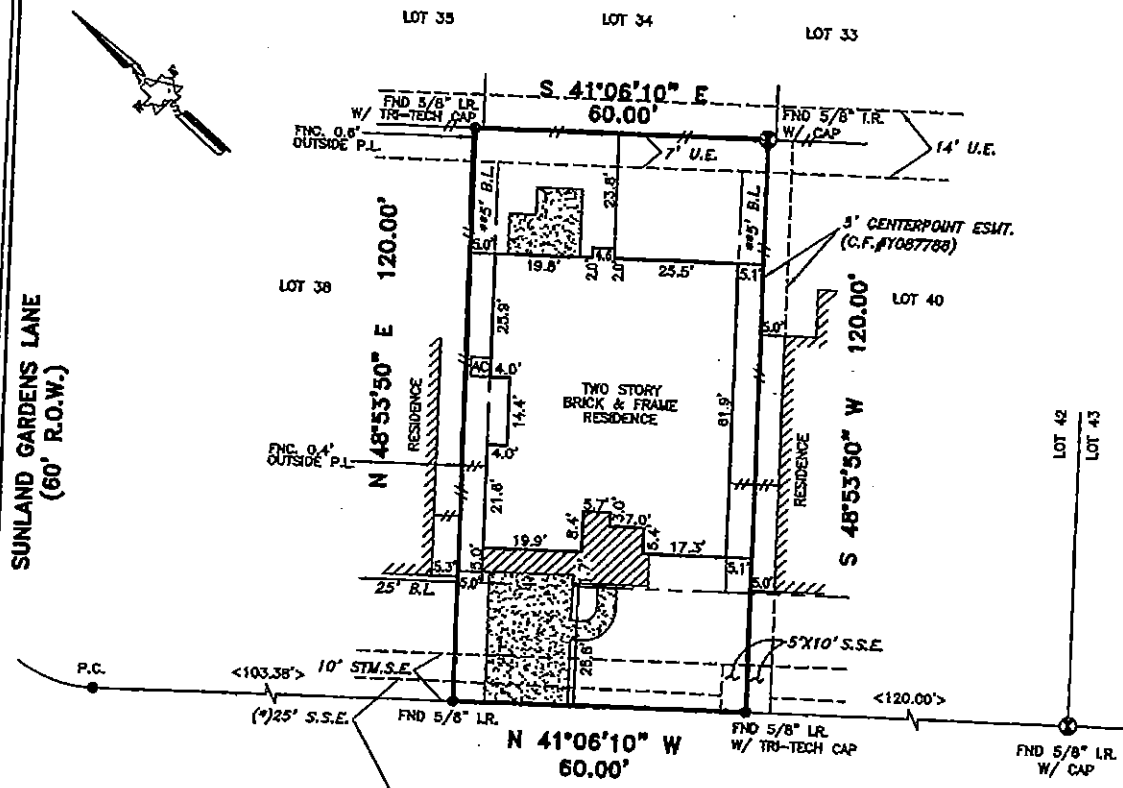 LOT 35
LOT 34
LOT 33
S 41°06'10" E
60.00'
FND 5/8" I.R.
W/ TRI-TECH CAP
FND 5/8" I.R.
W/ CAP
FNC. 0.6'
OUTSIDE P.L.
7' U.E.
14' U.E.
5' B.L.
23.8'
5' B.L.
5' CENTERPOINT ESMT.
(C.F.#Y087788)
5.0'
19.8'
2.0'
4.6
2.0'
25.5'
5.1'
N 48°53'50" E 120.00'
LOT 38
LOT 40
S 48°53'50" W 120.00'
25.9'
5.0'
AC
4.0'
14.4'
4.0'
TWO STORY
BRICK & FRAME
RESIDENCE
61.9'
SUNLAND GARDENS LANE
(60' R.O.W.)
RESIDENCE
RESIDENCE
LOT 42
LOT 43
FNC. 0.4'
OUTSIDE P.L.
21.6'
8.4'
3.0'
7.0'
5.4'
19.9'
17.3'
5.3'
5.0'
5.0'
5.1'
5.0'
25' B.L.
P.C.
<103.38'>
10' STM.S.E.
5'X10' S.S.E.
<120.00'>
(*)25' S.S.E.
FND 5/8" I.R.
FND 5/8" I.R.
W/ TRI-TECH CAP
N 41°06'10" W
60.00'
FND 5/8" I.R.
W/ CAP